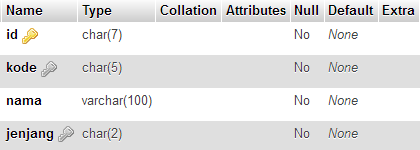 Name Type Collation Attributes Null Default Extra
id char(7) No None
kode char(5) No None
nama varchar(100) No None
jenjang char(2) No None